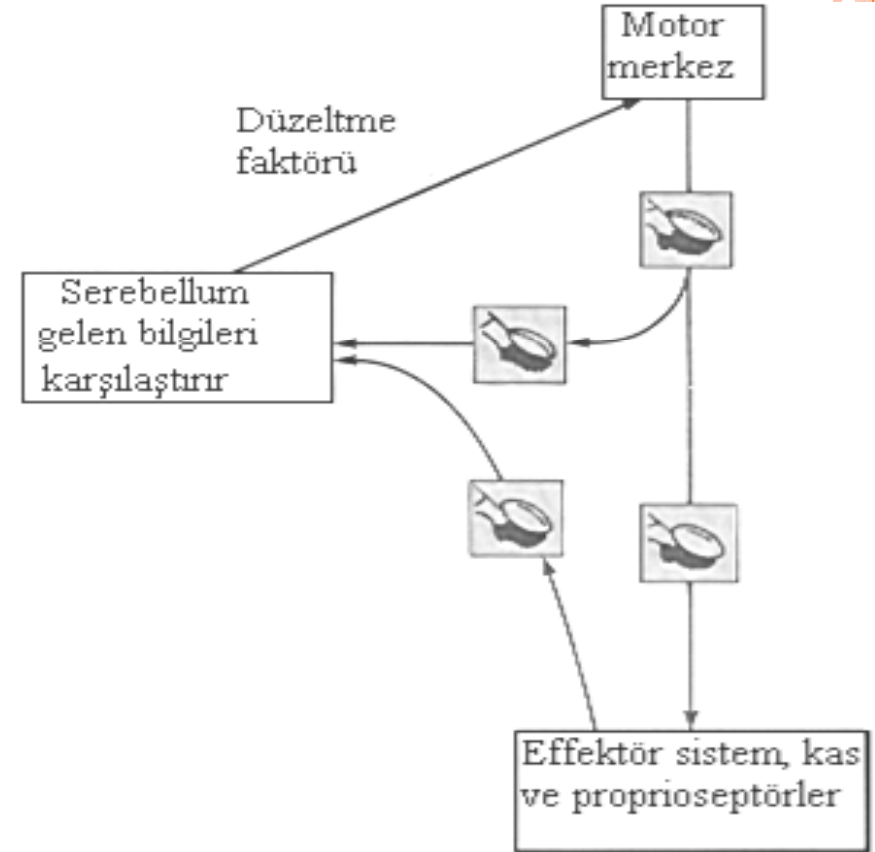 Motor
merkez
Düzeltme
faktörü
Serebellum
gelen bilgileri
karşılaştırır
Effektör sistem, kas
ve proprioseptörler